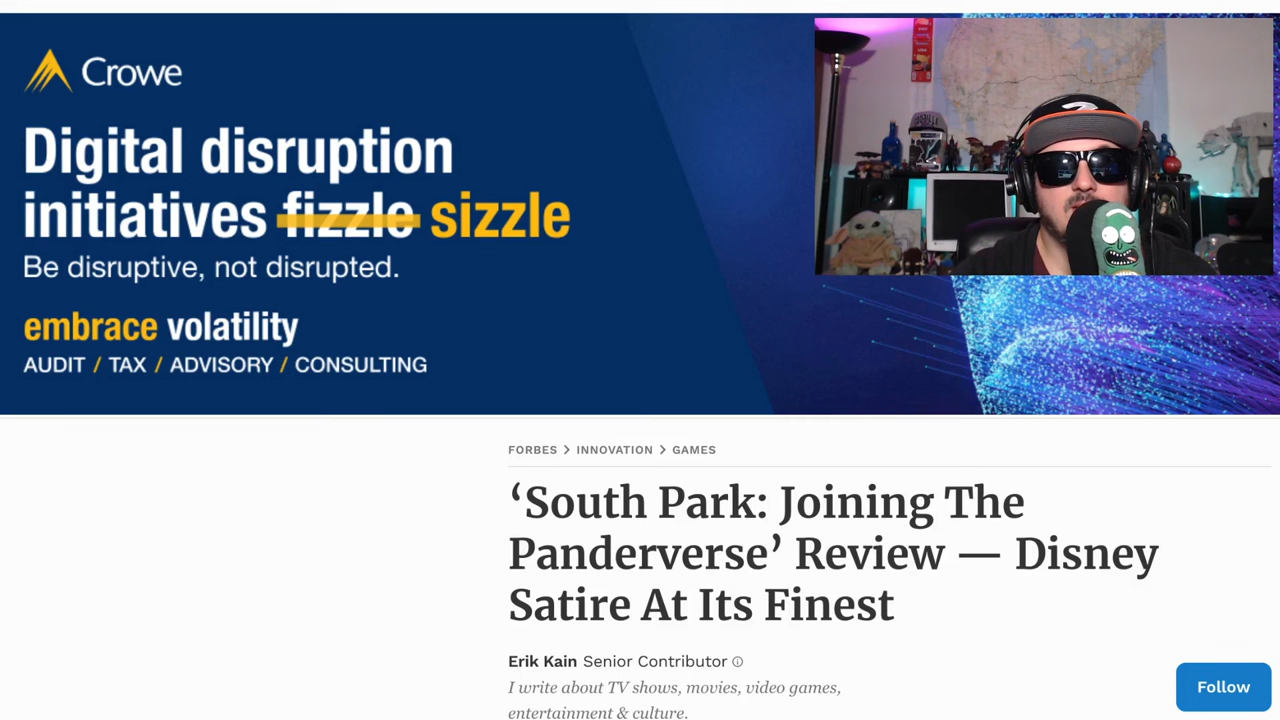 Crowe
Digital disruption
initiatives fizzle sizzle
Be disruptive, not disrupted.
embrace volatility
AUDIT / TAX / ADVISORY / CONSULTING
FORBES > INNOVATION > GAMES
‘South Park: Joining The
Panderverse’ Review — Disney
Satire At Its Finest
Erik Kain Senior Contributor
I write about TV shows, movies, video games,
entertainment & culture.
Follow